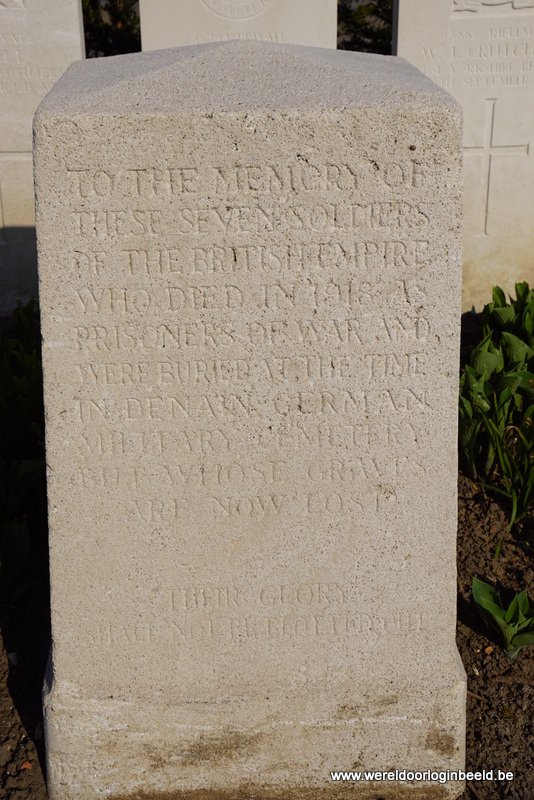 W. J. CRUTCH
SEPTEMBER
TO THE MEMORY OF
THESE SEVEN SOLDIERS
OF THE BRITISH EMPIRE
WHO DIED IN 1918 AS
PRISONERS OF WAR AND
WERE BURIED AT THE TIME
IN DENAIN GERMAN
MILITARY CEMETERY
BUT WHOSE GRAVES
ARE NOW LOST
THEIR GLORY
SHALL NOT BE BLOTTED OUT
www.wereldoorloginbeeld.be